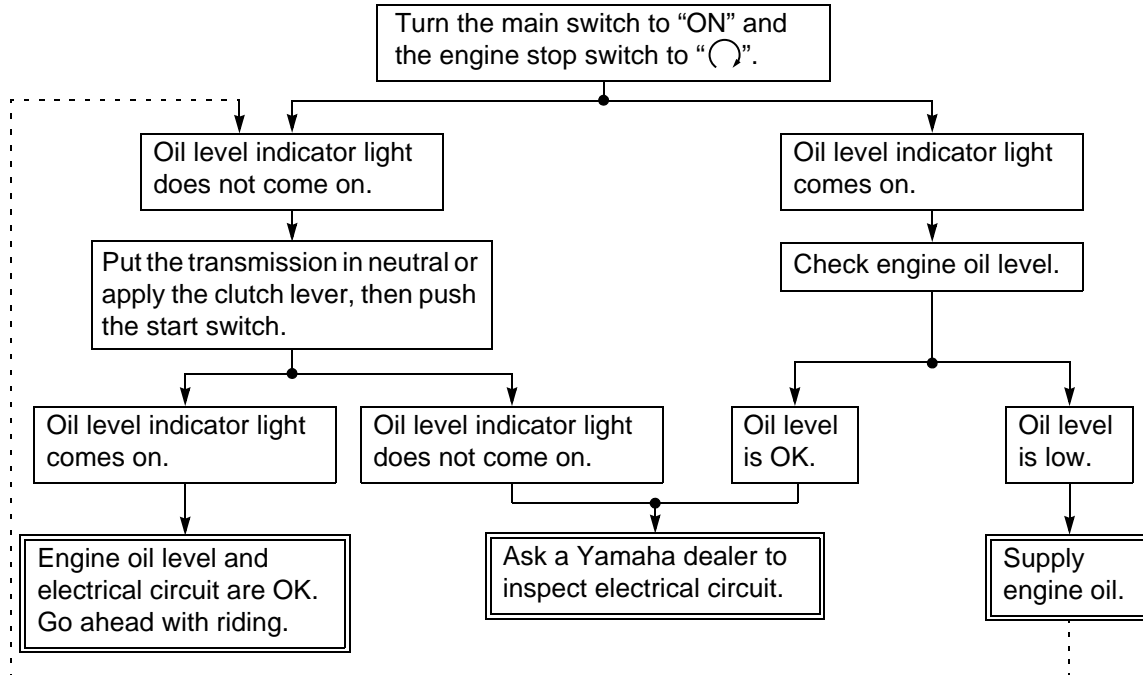 Turn the main switch to “ON” and
the engine stop switch to “ ”.
Oil level indicator light
does not come on.
Oil level indicator light
comes on.
Put the transmission in neutral or
apply the clutch lever, then push
the start switch.
Check engine oil level.
Oil level indicator light
comes on.
Oil level indicator light
does not come on.
Oil level
is OK.
Oil level
is low.
Engine oil level and
electrical circuit are OK.
Go ahead with riding.
Ask a Yamaha dealer to
inspect electrical circuit.
Supply
engine oil.